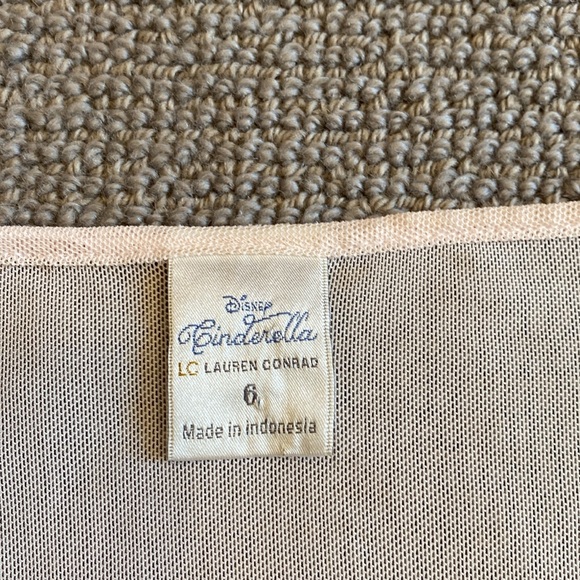 Disney
Cinderella
LC LAUREN CONRAD
6
Made in Indonesia